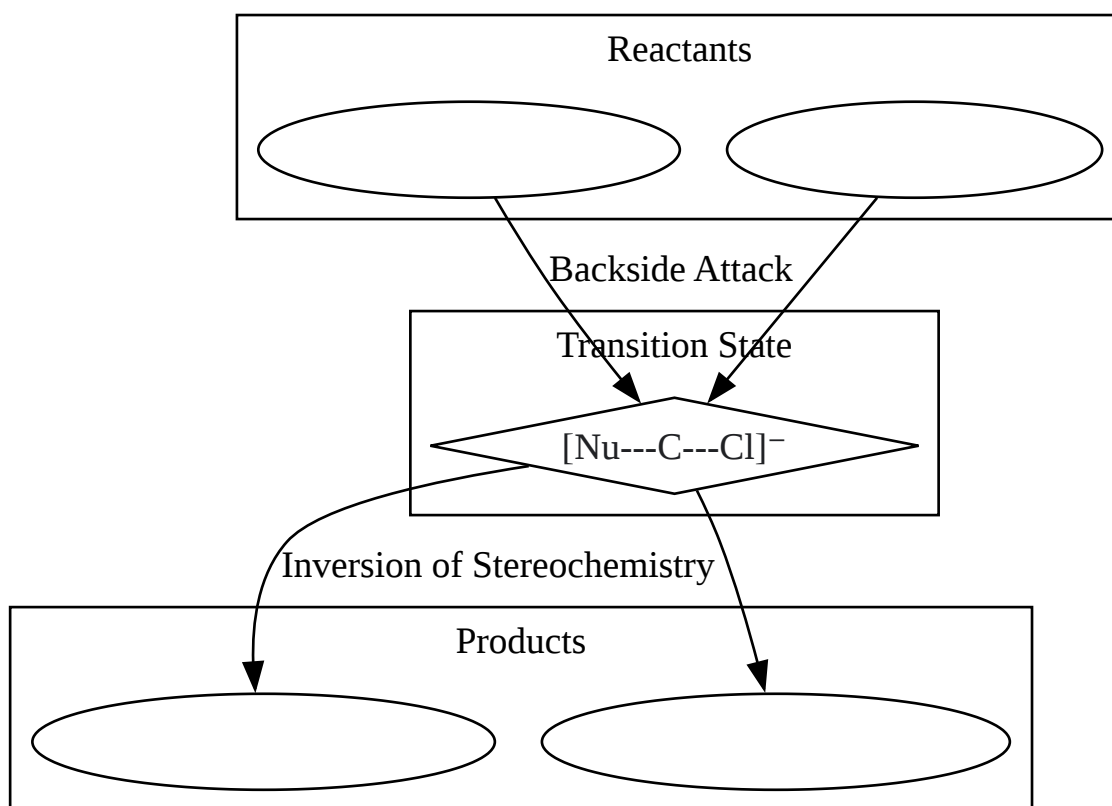 Reactants
Backside Attack
Transition State
[Nu---C---Cl]⁻
Inversion of Stereochemistry
Products